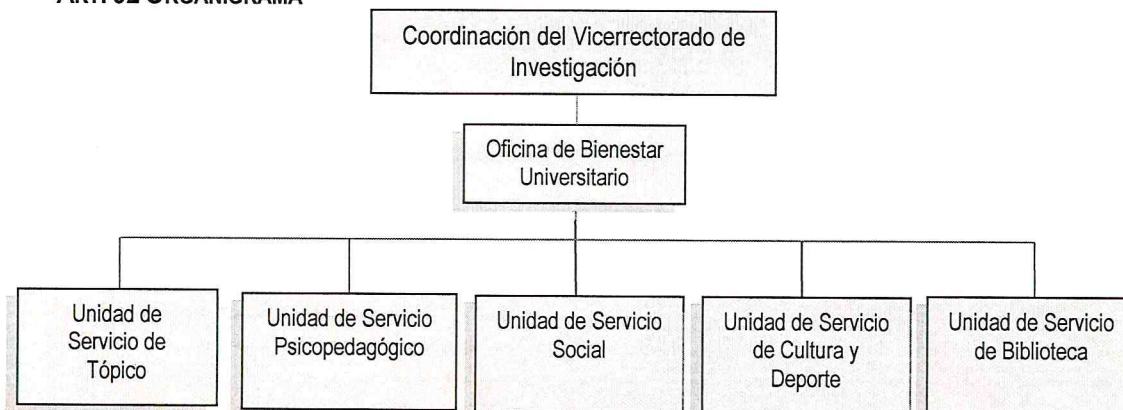 ORGANIGRAMA
Coordinación del Vicerrectorado de
Investigación
Oficina de Bienestar
Universitario
Unidad de
Servicio de
Tópico
Unidad de Servicio
Psicopedagógico
Unidad de Servicio
Social
Unidad de Servicio
de Cultura y
Deporte
Unidad de Servicio
de Biblioteca